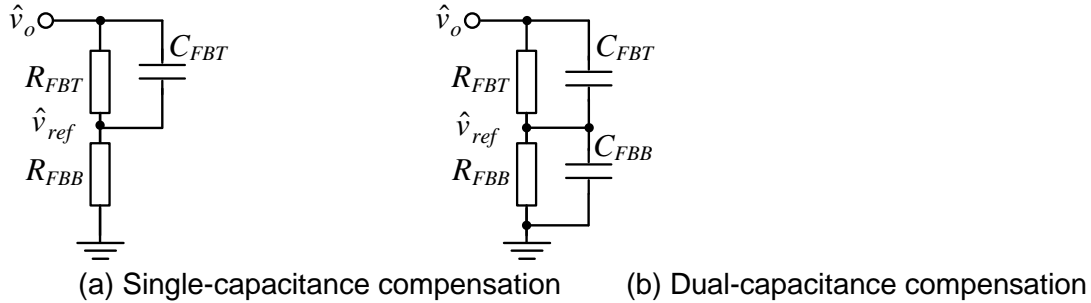 v̂o
CFBT
RFBT
v̂ref
RFBB
v̂o
CFBT
RFBT
v̂ref
CFBB
RFBB
(a) Single-capacitance compensation
(b) Dual-capacitance compensation